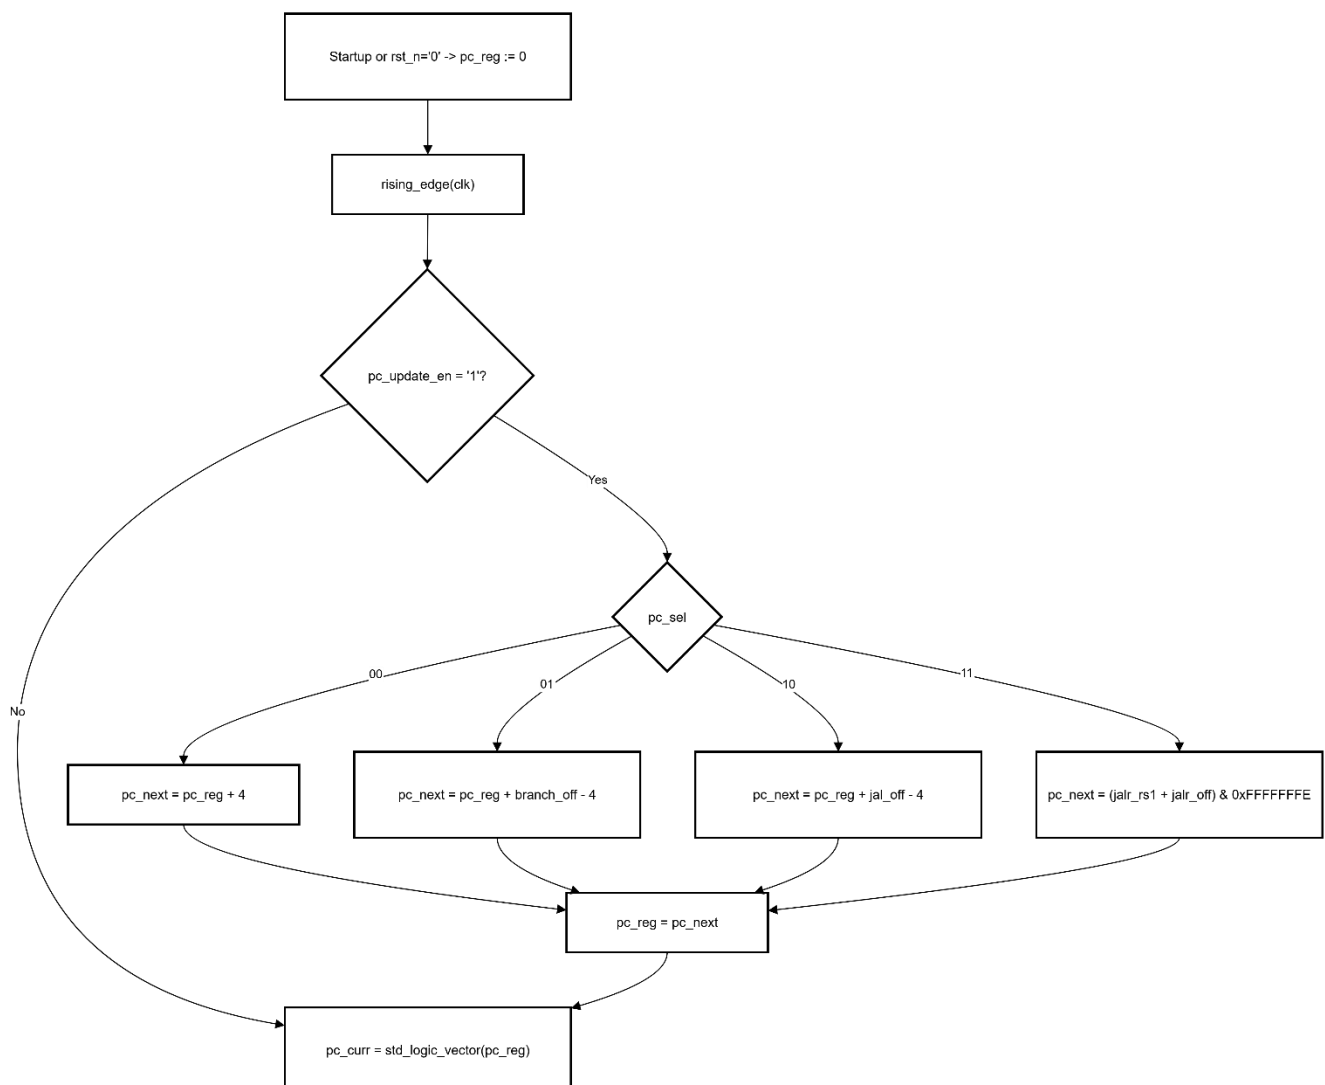 Startup or rst_n='0' -> pc_reg := 0
rising_edge(clk)
pc_update_en = '1'?
Yes
pc_sel
00
01
10
11
No
pc_next = pc_reg + 4
pc_next = pc_reg + branch_off - 4
pc_next = pc_reg + jal_off - 4
pc_next = (jalr_rs1 + jalr_off) & 0xFFFFFFFE
pc_reg = pc_next
pc_curr = std_logic_vector(pc_reg)